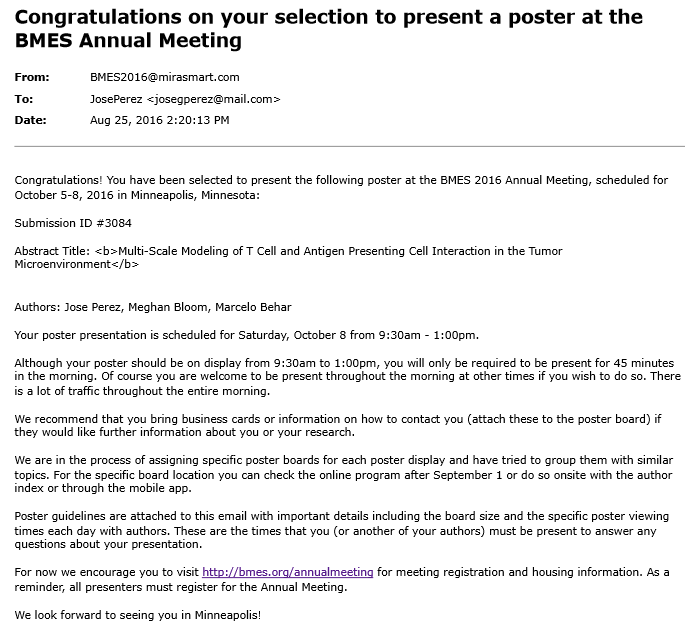 Congratulations on your selection to present a poster at the
BMES Annual Meeting
From: BMES2016@mirasmart.com
To: JosePerez <josegperez@mail.com>
Date: Aug 25, 2016 2:20:13 PM
Congratulations! You have been selected to present the following poster at the BMES 2016 Annual Meeting, scheduled for
October 5-8, 2016 in Minneapolis, Minnesota:
Submission ID #3084
Abstract Title: <b>Multi-Scale Modeling of T Cell and Antigen Presenting Cell Interaction in the Tumor
Microenvironment</b>
Authors: Jose Perez, Meghan Bloom, Marcelo Behar
Your poster presentation is scheduled for Saturday, October 8 from 9:30am - 1:00pm.
Although your poster should be on display from 9:30am to 1:00pm, you will only be required to be present for 45 minutes
in the morning. Of course you are welcome to be present throughout the morning at other times if you wish to do so. There
is a lot of traffic throughout the entire morning.
We recommend that you bring business cards or information on how to contact you (attach these to the poster board) if
they would like further information about you or your research.
We are in the process of assigning specific poster boards for each poster display and have tried to group them with similar
topics. For the specific board location you can check the online program after September 1 or do so onsite with the author
index or through the mobile app.
Poster guidelines are attached to this email with important details including the board size and the specific poster viewing
times each day with authors. These are the times that you (or another of your authors) must be present to answer any
questions about your presentation.
For now we encourage you to visit http://bmes.org/annualmeeting for meeting registration and housing information. As a
reminder, all presenters must register for the Annual Meeting.
We look forward to seeing you in Minneapolis!